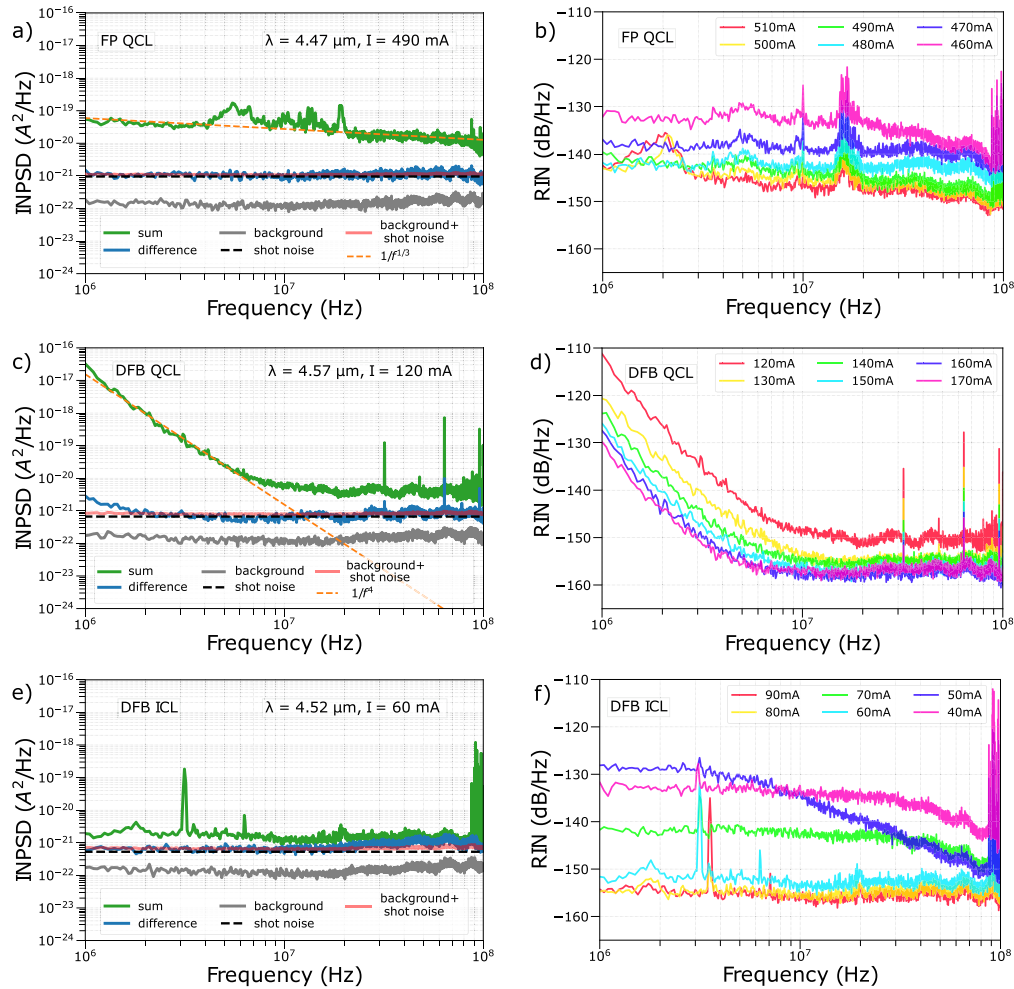 a)
FP QCL
λ = 4.47 μm, I = 490 mA
10⁻¹⁶
10⁻¹⁷
10⁻¹⁸
10⁻¹⁹
10⁻²⁰
10⁻²¹
10⁻²²
10⁻²³
10⁻²⁴
INPSD (A²/Hz)
sum
difference
background
shot noise
background+
shot noise
1/f¹ᐟ³
10⁶
10⁷
10⁸
Frequency (Hz)
b)
FP QCL
510mA
500mA
490mA
480mA
470mA
460mA
−110
−120
−130
−140
−150
−160
RIN (dB/Hz)
10⁶
10⁷
10⁸
Frequency (Hz)
c)
DFB QCL
λ = 4.57 μm, I = 120 mA
10⁻¹⁶
10⁻¹⁷
10⁻¹⁸
10⁻¹⁹
10⁻²⁰
10⁻²¹
10⁻²²
10⁻²³
10⁻²⁴
INPSD (A²/Hz)
sum
difference
background
shot noise
background+
shot noise
1/f⁴
10⁶
10⁷
10⁸
Frequency (Hz)
d)
DFB QCL
120mA
130mA
140mA
150mA
160mA
170mA
−110
−120
−130
−140
−150
−160
RIN (dB/Hz)
10⁶
10⁷
10⁸
Frequency (Hz)
e)
DFB ICL
λ = 4.52 μm, I = 60 mA
10⁻¹⁶
10⁻¹⁷
10⁻¹⁸
10⁻¹⁹
10⁻²⁰
10⁻²¹
10⁻²²
10⁻²³
10⁻²⁴
INPSD (A²/Hz)
sum
difference
background
shot noise
background+
shot noise
10⁶
10⁷
10⁸
Frequency (Hz)
f)
DFB ICL
90mA
80mA
70mA
60mA
50mA
40mA
−110
−120
−130
−140
−150
−160
RIN (dB/Hz)
10⁶
10⁷
10⁸
Frequency (Hz)